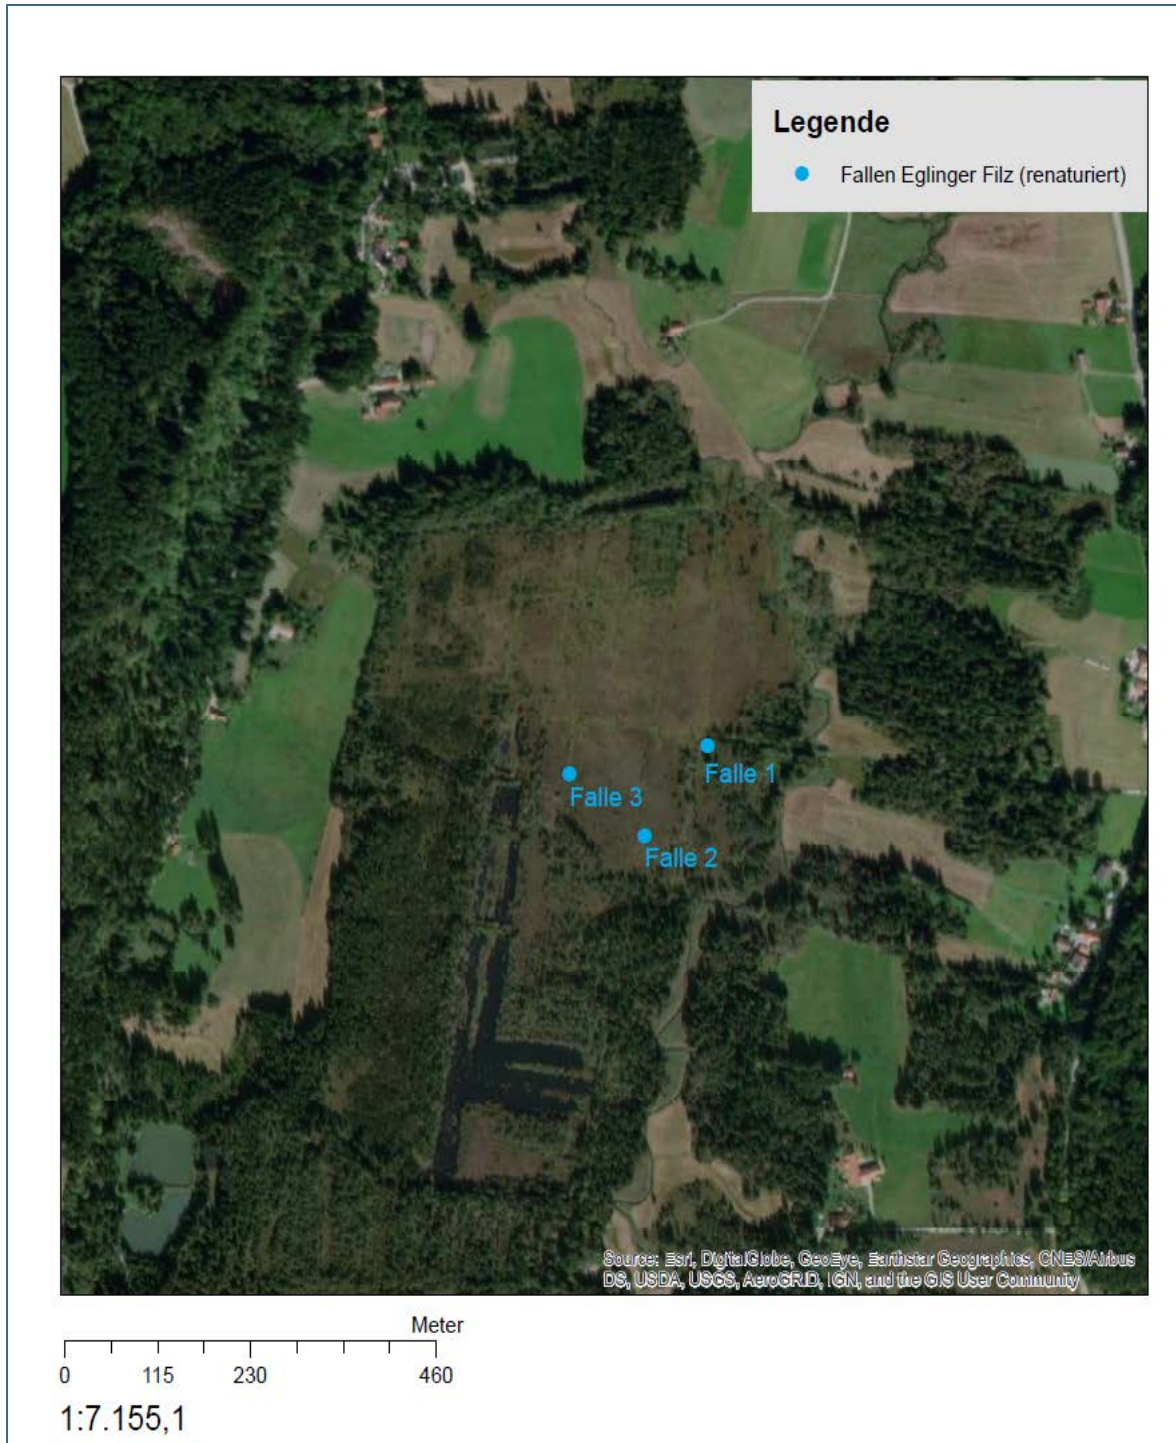 Legende
Fallen Eglinger Filz (renaturiert)
Falle 1
Falle 3
Falle 2
Source: Esri, DigitalGlobe, GeoEye, Earthstar Geographics, CNES/Airbus
DS, USDA, USGS, AeroGRID, IGN, and the GIS User Community
Meter
0 115 230 460
1:7.155,1